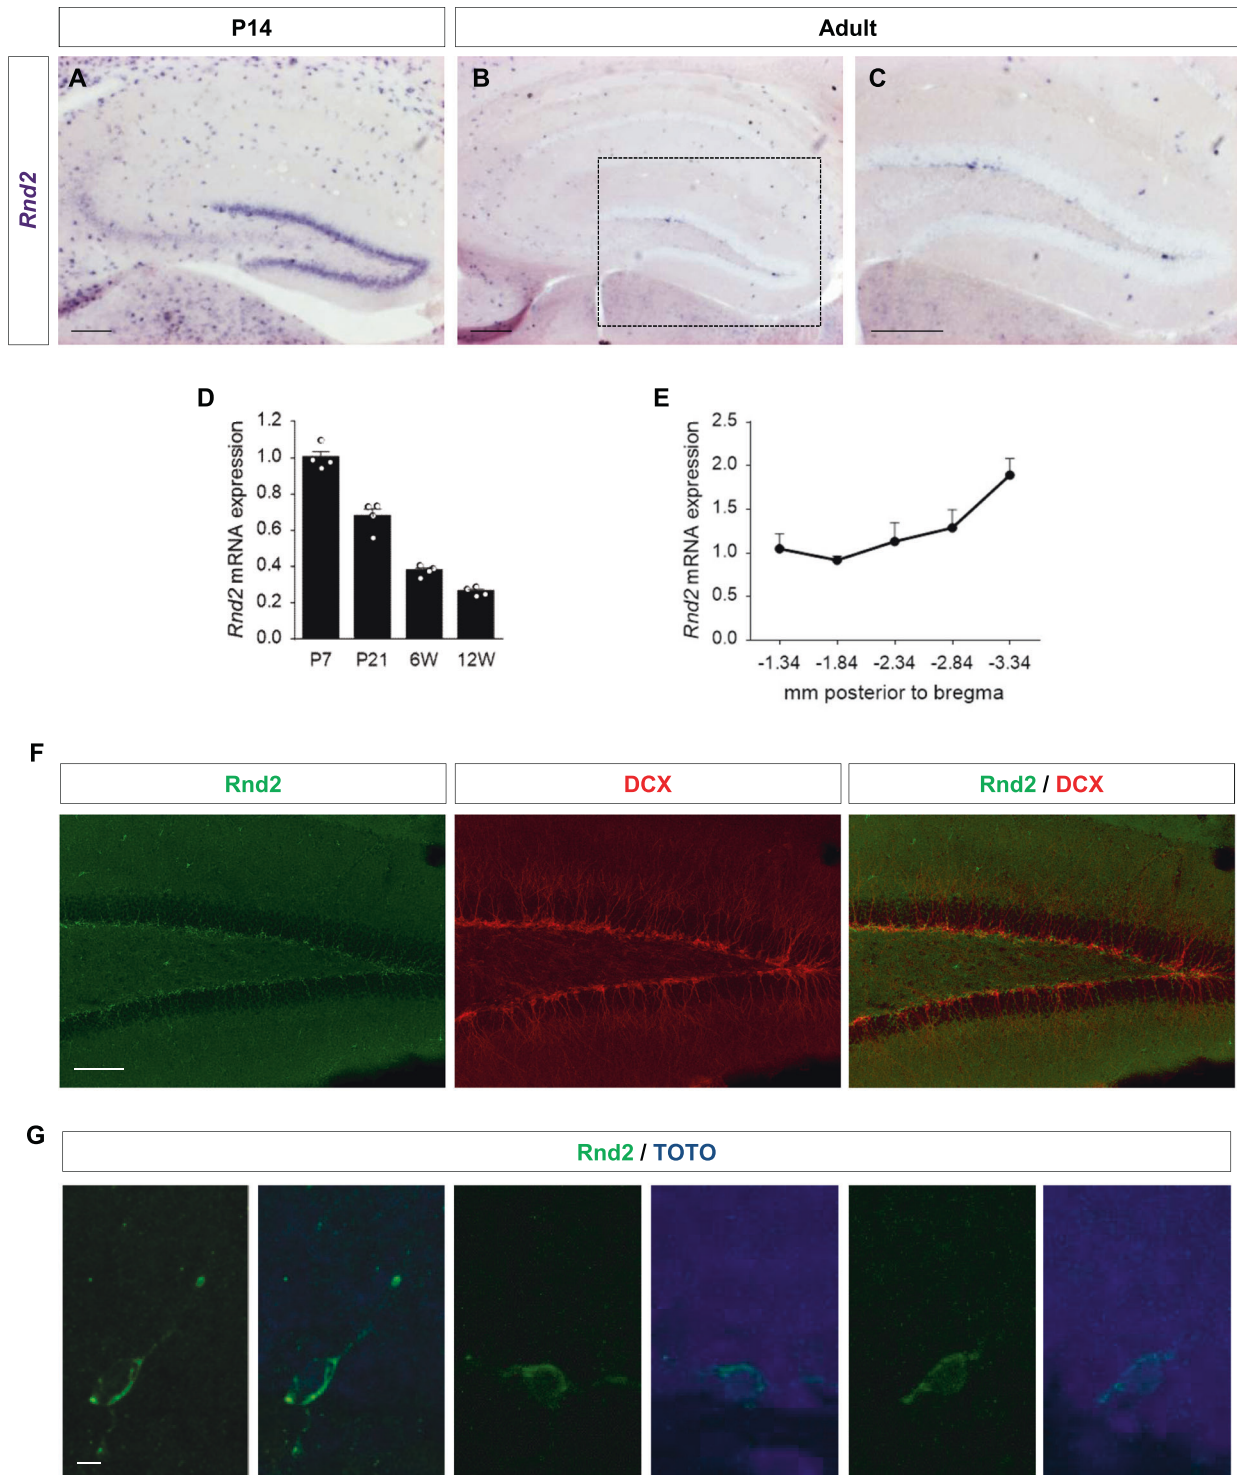 P14
Adult
Rnd2
A
B
C
D
Rnd2 mRNA expression
1.2
1.0
0.8
0.6
0.4
0.2
0.0
P7 P21 6W 12W
E
Rnd2 mRNA expression
2.5
2.0
1.5
1.0
0.5
0.0
-1.34 -1.84 -2.34 -2.84 -3.34
mm posterior to bregma
F
Rnd2
DCX
Rnd2 / DCX
G
Rnd2 / TOTO